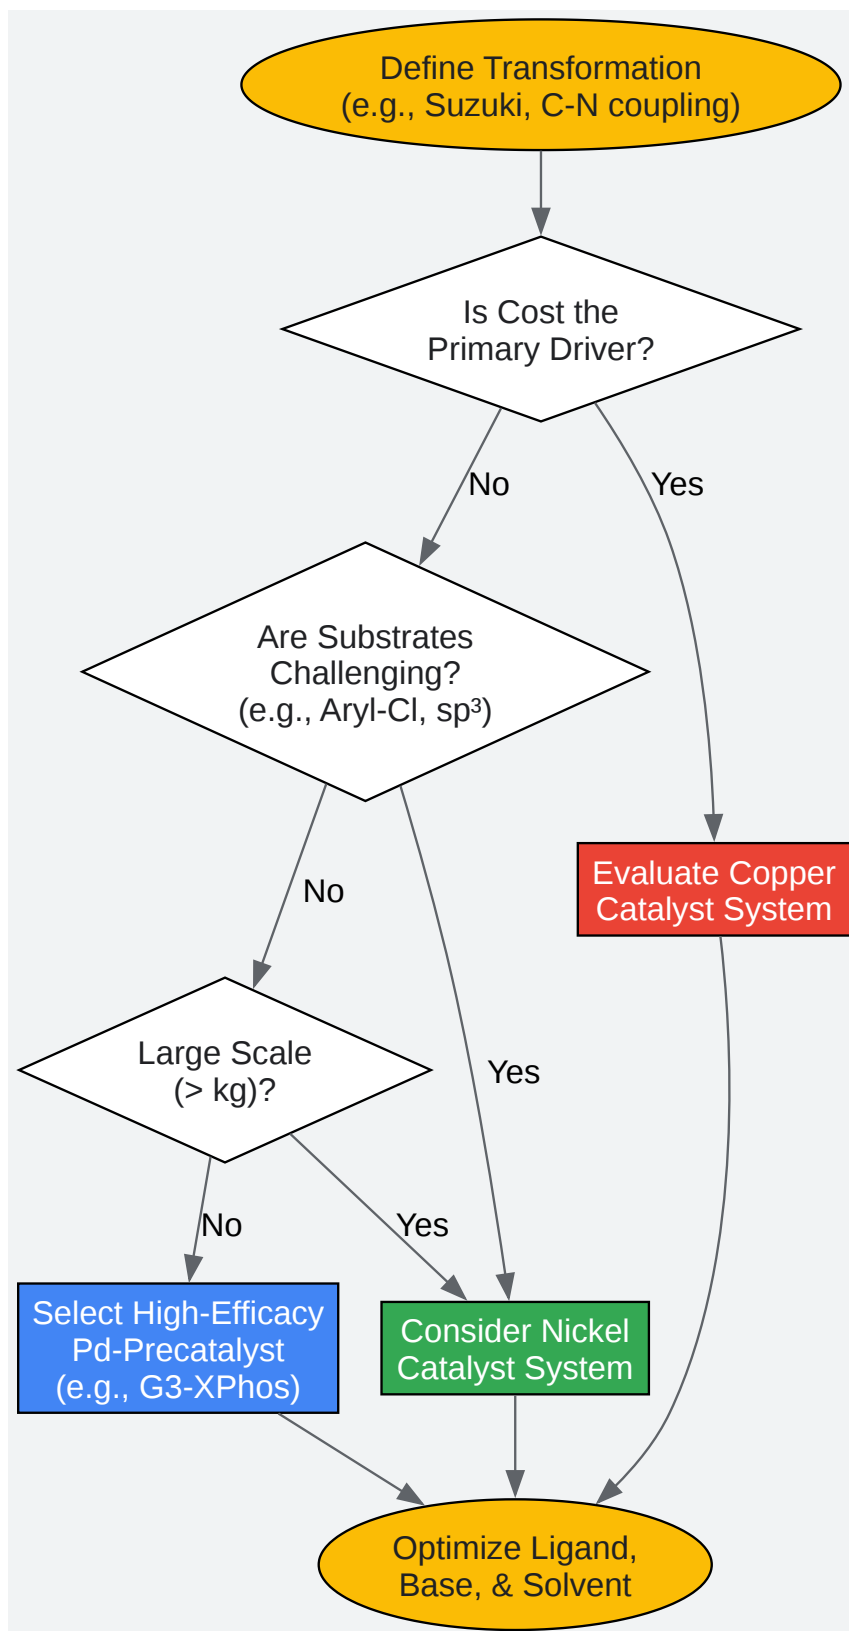 Define Transformation
(e.g., Suzuki, C-N coupling)
Is Cost the
Primary Driver?
No
Yes
Are Substrates
Challenging?
(e.g., Aryl-Cl, sp³)
Evaluate Copper
Catalyst System
No
Large Scale
(> kg)?
Yes
No
Yes
Select High-Efficacy
Pd-Precatalyst
(e.g., G3-XPhos)
Consider Nickel
Catalyst System
Optimize Ligand,
Base, & Solvent